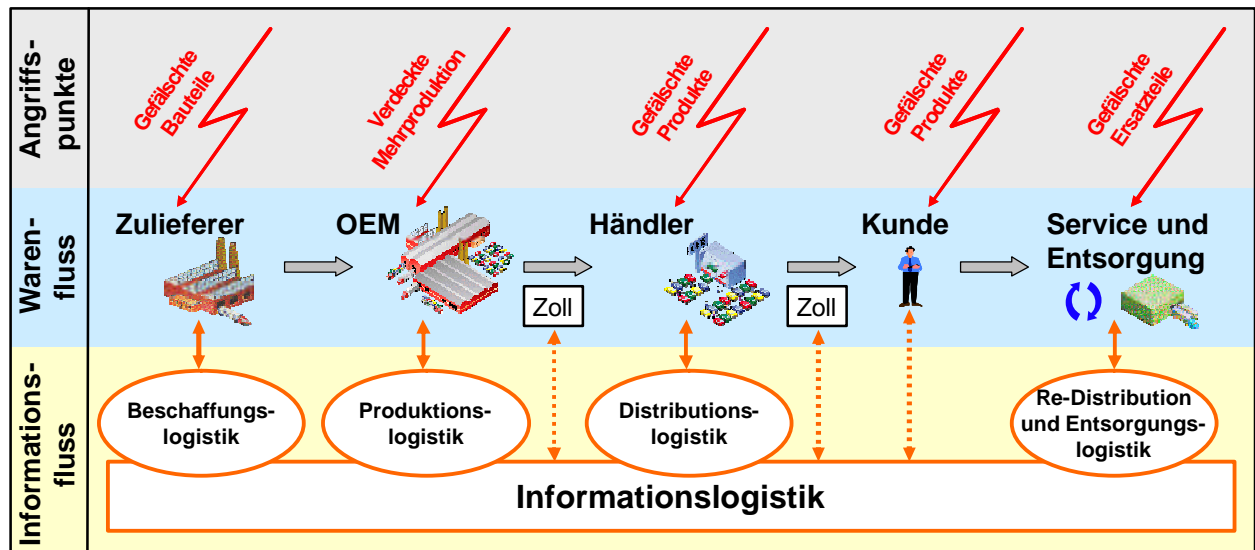 Angriffs-
punkte
Gefälschte
Bauteile
Verdeckte
Mehrproduktion
Gefälschte
Produkte
Gefälschte
Produkte
Gefälschte
Ersatzteile
Waren-
fluss
Zulieferer
OEM
Händler
Kunde
Service und
Entsorgung
Zoll
Zoll
Informations-
fluss
Beschaffungs-
logistik
Produktions-
logistik
Distributions-
logistik
Re-Distribution
und Entsorgungs-
logistik
Informationslogistik